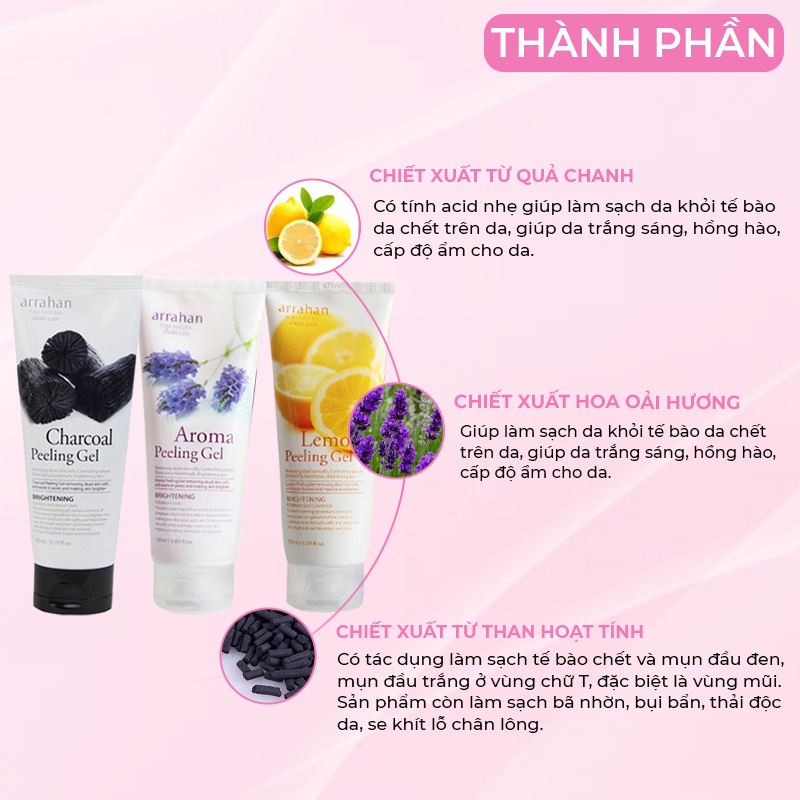 THÀNH PHẦN
CHIẾT XUẤT TỪ QUẢ CHANH
Có tính acid nhẹ giúp làm sạch da khỏi tế bào
da chết trên da, giúp da trắng sáng, hồng hào,
cấp độ ẩm cho da.
arrahan
arrahan
arrahan
clean care
clean care
clean care
CHIẾT XUẤT HOA OẢI HƯƠNG
Giúp làm sạch da khỏi tế bào da chết
trên da, giúp da trắng sáng, hồng hào,
cấp độ ẩm cho da.
Charcoal
Peeling Gel
Aroma
Peeling Gel
Lemo
Peeling Gel
BRIGHTENING
BRIGHTENING
BRIGHTENING
CHIẾT XUẤT TỪ THAN HOẠT TÍNH
Có tác dụng làm sạch tế bào chết và mụn đầu đen,
mụn đầu trắng ở vùng chữ T, đặc biệt là vùng mũi.
Sản phẩm còn làm sạch bã nhờn, bụi bẩn, thải độc
da, se khít lỗ chân lông.